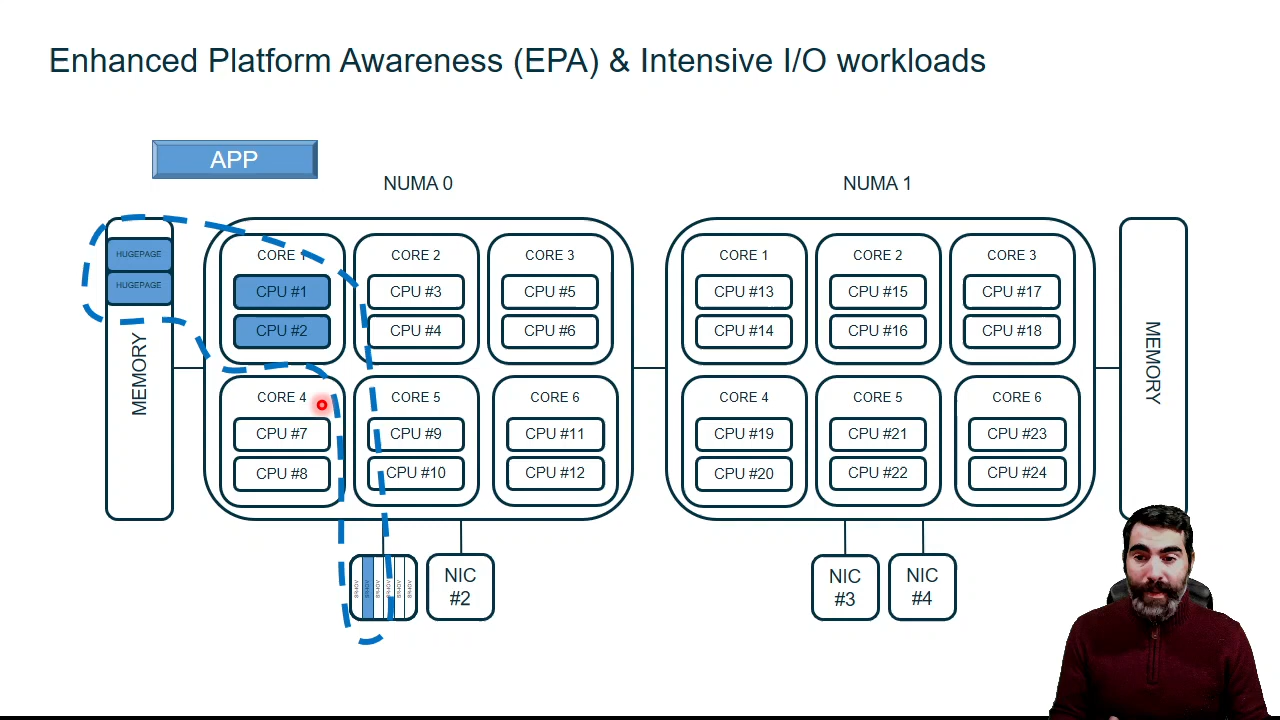 Enhanced Platform Awareness (EPA) & Intensive I/O workloads
APP
NUMA 0
NUMA 1
HUGEPAGE
HUGEPAGE
MEMORY
CORE 1
CPU #1
CPU #2
CORE 2
CPU #3
CPU #4
CORE 3
CPU #5
CPU #6
CORE 4
CPU #7
CPU #8
CORE 5
CPU #9
CPU #10
CORE 6
CPU #11
CPU #12
CORE 1
CPU #13
CPU #14
CORE 2
CPU #15
CPU #16
CORE 3
CPU #17
CPU #18
CORE 4
CPU #19
CPU #20
CORE 5
CPU #21
CPU #22
CORE 6
CPU #23
CPU #24
MEMORY
NIC
#2
NIC
#3
NIC
#4